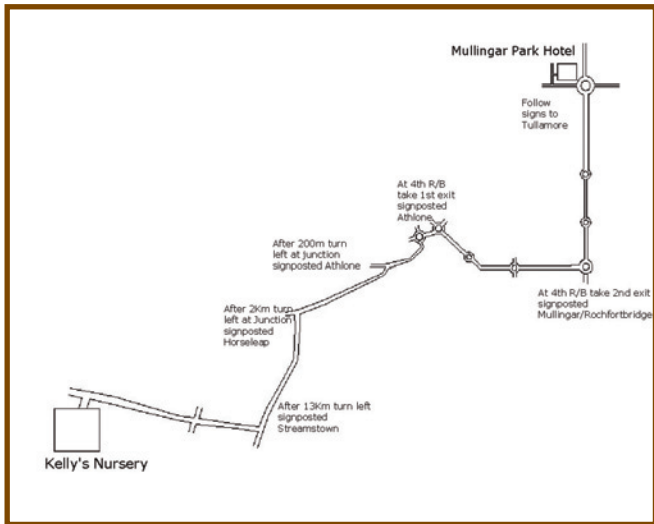 Mullingar Park Hotel
Follow
signs to
Tullamore
At 4th R/B
take 1st exit
signposted
Athlone
After 200m turn
left at junction
signposted Athlone
At 4th R/B take 2nd exit
signposted
Mullingar/Rochfortbridge
After 2Km turn
left at Junction
signposted
Horseleap
After 13Km turn left
signposted
Streamstown
Kelly's Nursery